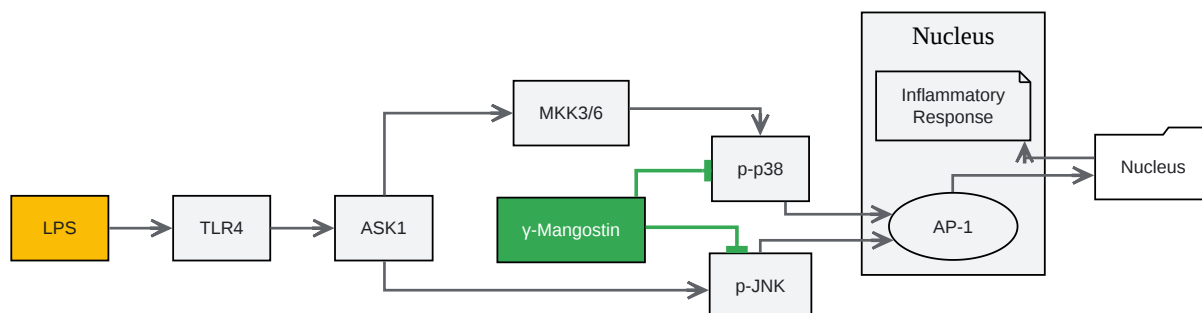 Nucleus
Inflammatory
Response
MKK3/6
p-p38
Nucleus
LPS
TLR4
ASK1
γ-Mangostin
AP-1
p-JNK